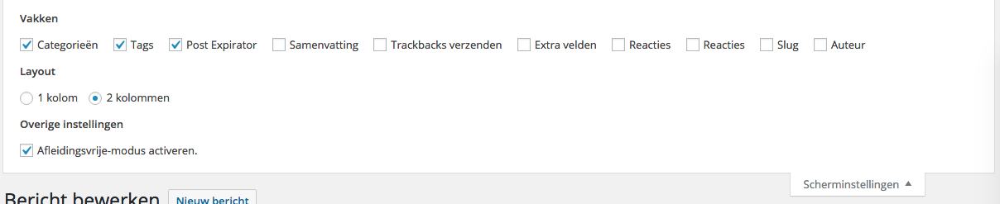 Vakken
Categorieën Tags Post Expirator Samenvatting Trackbacks verzenden Extra velden Reacties Reacties Slug Auteur
Layout
1 kolom 2 kolommen
Overige instellingen
Afleidingsvrije-modus activeren.
Scherminstellingen
Bericht bewerken Nieuw bericht